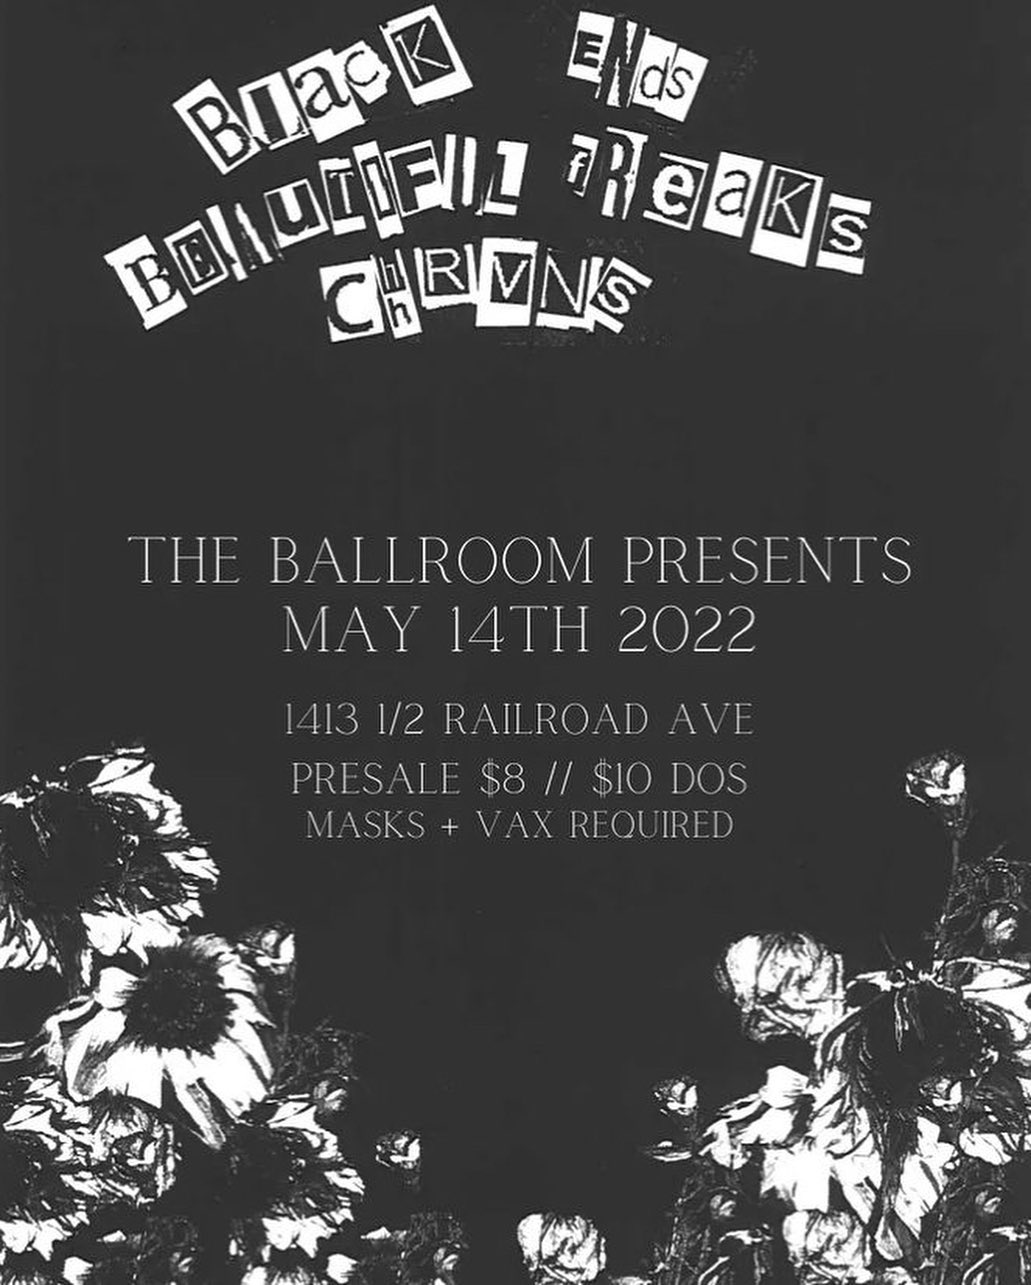 Black ENds
BEAUTIFUL fReaKs
ChRVNS
THE BALLROOM PRESENTS
MAY 14TH 2022
1413 1/2 RAILROAD AVE
PRESALE $8 // $10 DOS
MASKS + VAX REQUIRED